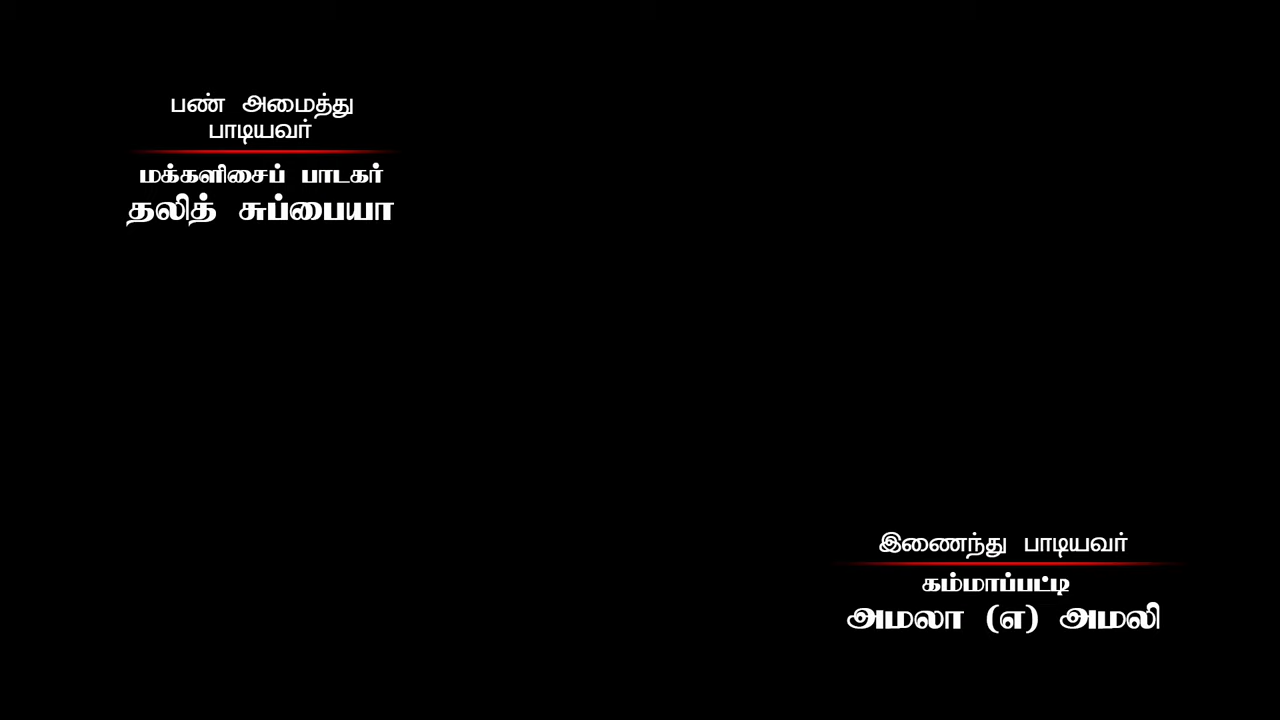 பண் அமைத்து
பாடியவர்
மக்களிசைப் பாடகர்
தலித் சுப்பையா
இணைந்து பாடியவர்
கம்மாப்பட்டி
அமலா (எ) அமலி